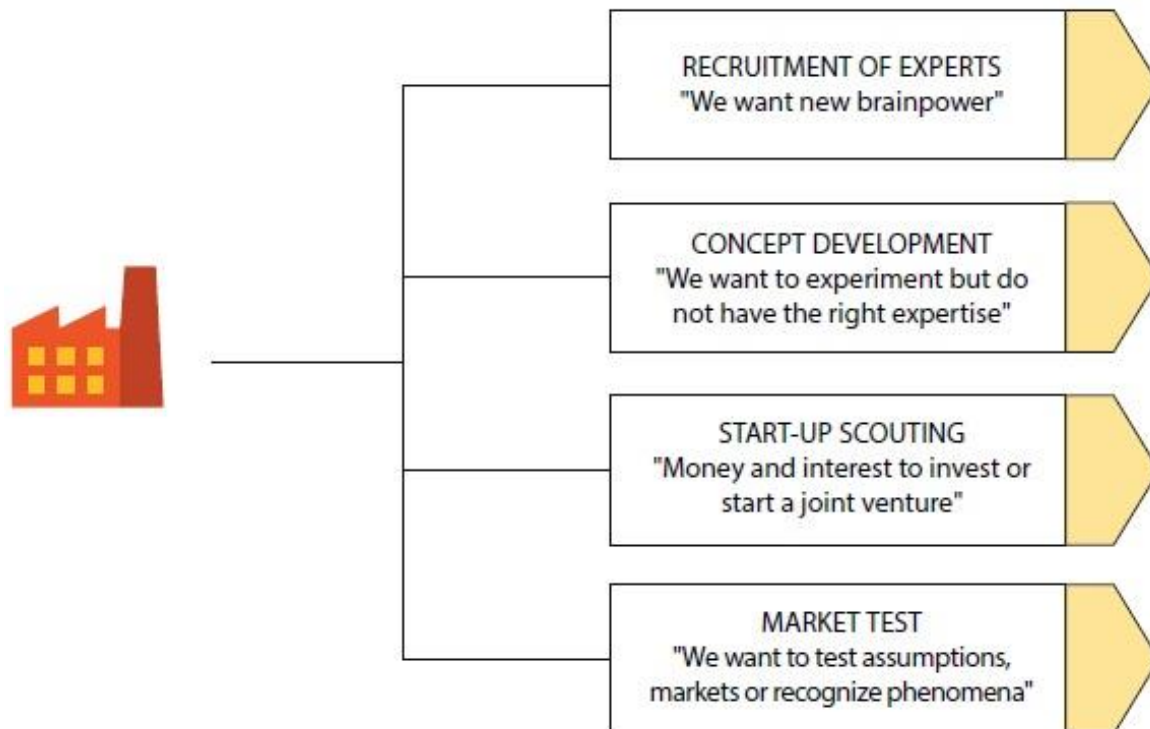 RECRUITMENT OF EXPERTS
"We want new brainpower"
CONCEPT DEVELOPMENT
"We want to experiment but do
not have the right expertise"
START-UP SCOUTING
"Money and interest to invest or
start a joint venture"
MARKET TEST
"We want to test assumptions,
markets or recognize phenomena"